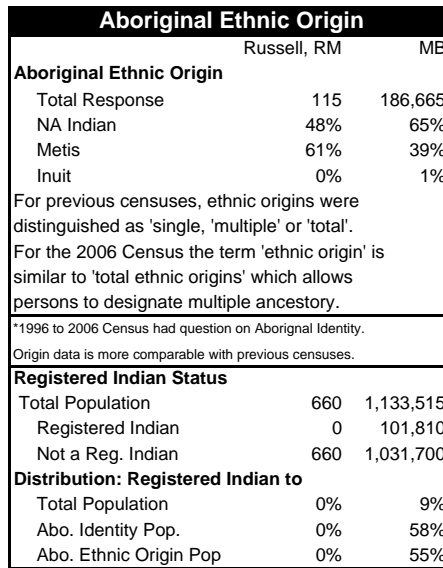 Aboriginal Ethnic Origin
Russell, RM MB
Aboriginal Ethnic Origin
Total Response 115 186,665
NA Indian 48% 65%
Metis 61% 39%
Inuit 0% 1%
For previous censuses, ethnic origins were
distinguished as 'single, 'multiple' or 'total'.
For the 2006 Census the term 'ethnic origin' is
similar to 'total ethnic origins' which allows
persons to designate multiple ancestory.
*1996 to 2006 Census had question on Aborignal Identity.
Origin data is more comparable with previous censuses.
Registered Indian Status
Total Population 660 1,133,515
Registered Indian 0 101,810
Not a Reg. Indian 660 1,031,700
Distribution: Registered Indian to
Total Population 0% 9%
Abo. Identity Pop. 0% 58%
Abo. Ethnic Origin Pop 0% 55%